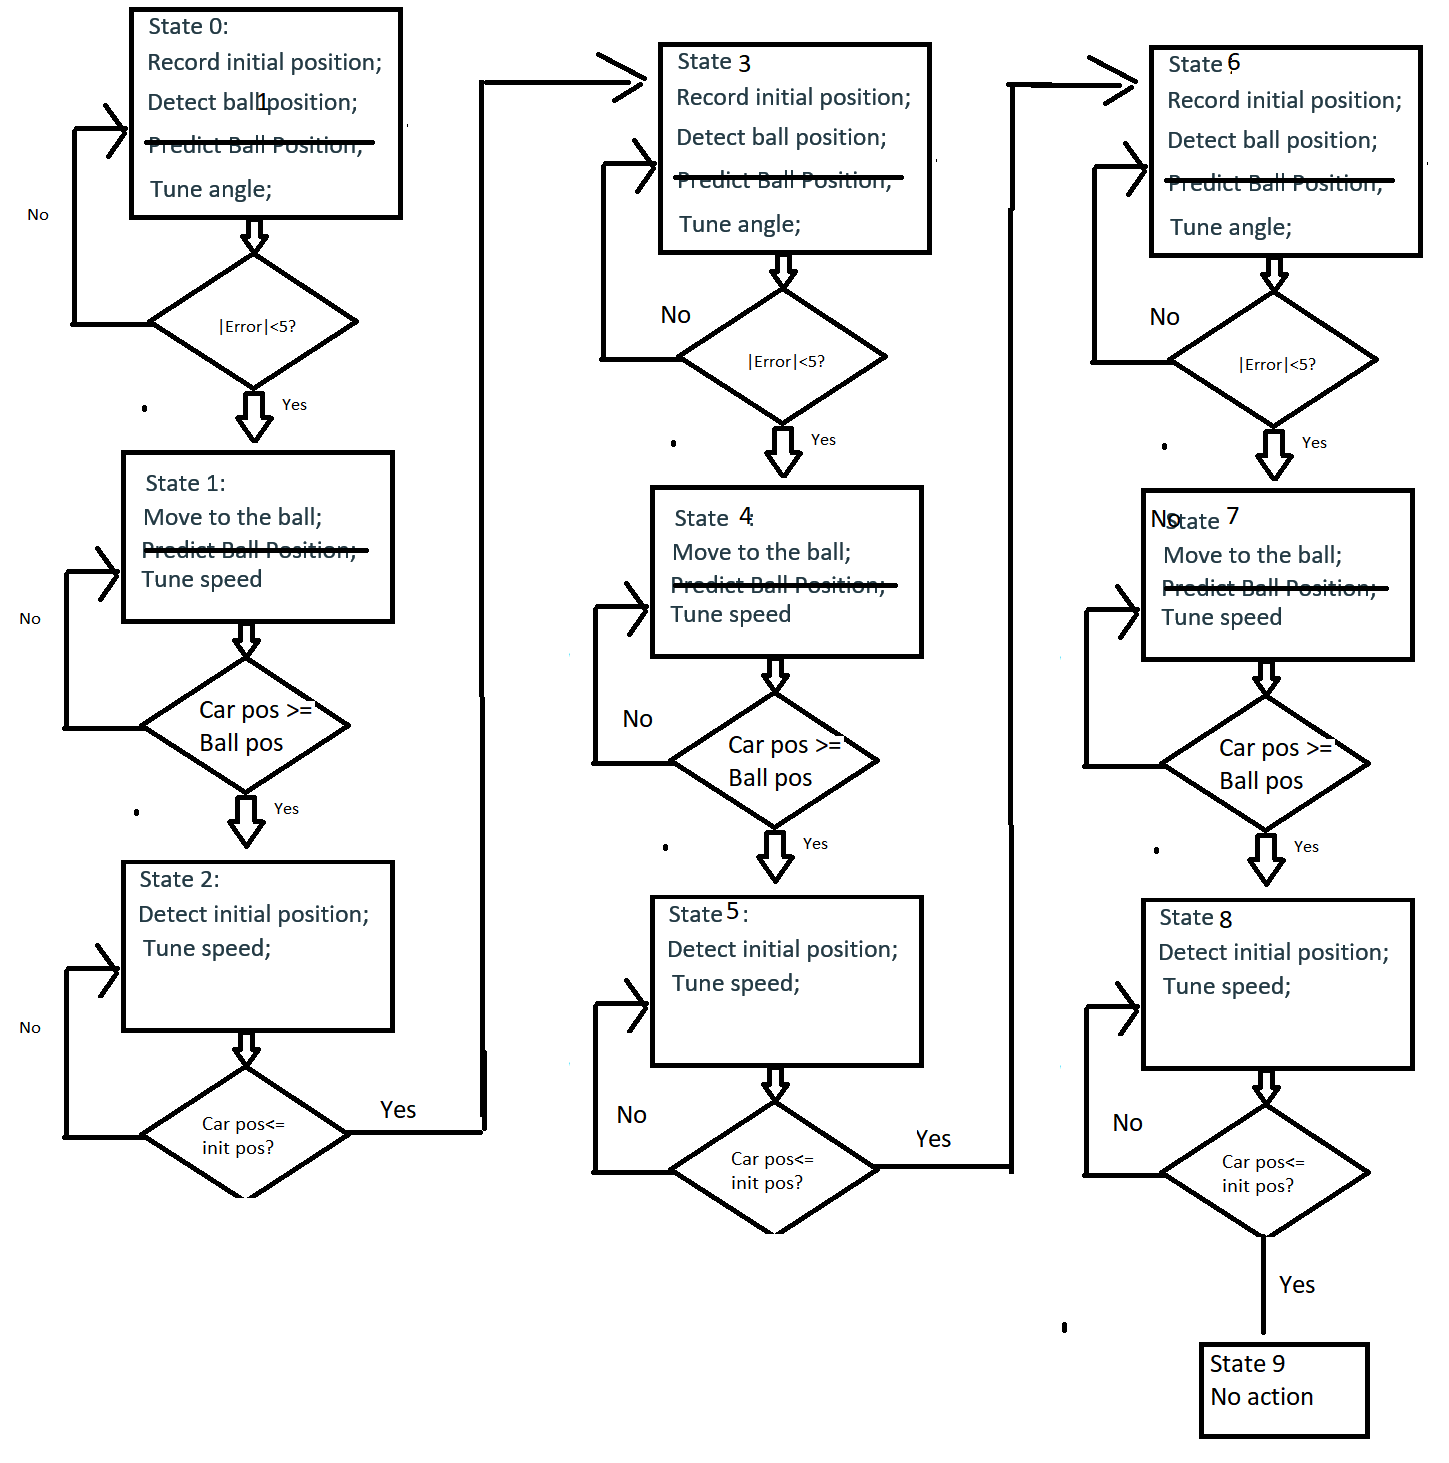 State 0:
Record initial position;
Detect ball1position;
Predict Ball Position;
Tune angle;
No
|Error|<5?
Yes
State 1:
Move to the ball;
Predict Ball Position;
Tune speed
No
Car pos >=
Ball pos
Yes
State 2:
Detect initial position;
Tune speed;
No
Car pos<=
init pos?
Yes
State 3
Record initial position;
Detect ball position;
Predict Ball Position;
Tune angle;
No
|Error|<5?
Yes
State 4:
Move to the ball;
Predict Ball Position;
Tune speed
No
Car pos >=
Ball pos
Yes
State 5:
Detect initial position;
Tune speed;
No
Car pos<=
init pos?
Yes
State 6
Record initial position;
Detect ball position;
Predict Ball Position;
Tune angle;
No
|Error|<5?
Yes
No
State 7
Move to the ball;
Predict Ball Position;
Tune speed
Car pos >=
Ball pos
Yes
State 8
Detect initial position;
Tune speed;
No
Car pos<=
init pos?
Yes
State 9
No action